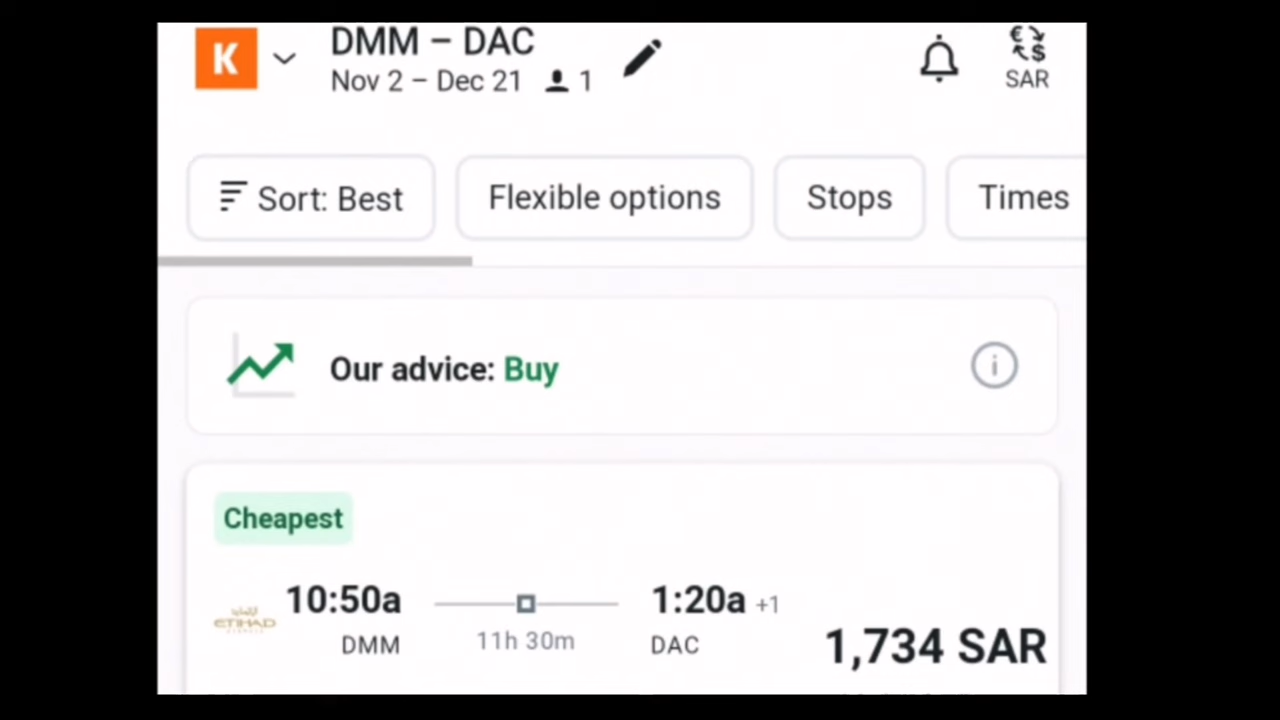 K
DMM – DAC
Nov 2 – Dec 21 1
€ $
SAR
Sort: Best
Flexible options
Stops
Times
Our advice: Buy
Cheapest
ETIHAD
10:50a
1:20a +1
DMM
11h 30m
DAC
1,734 SAR